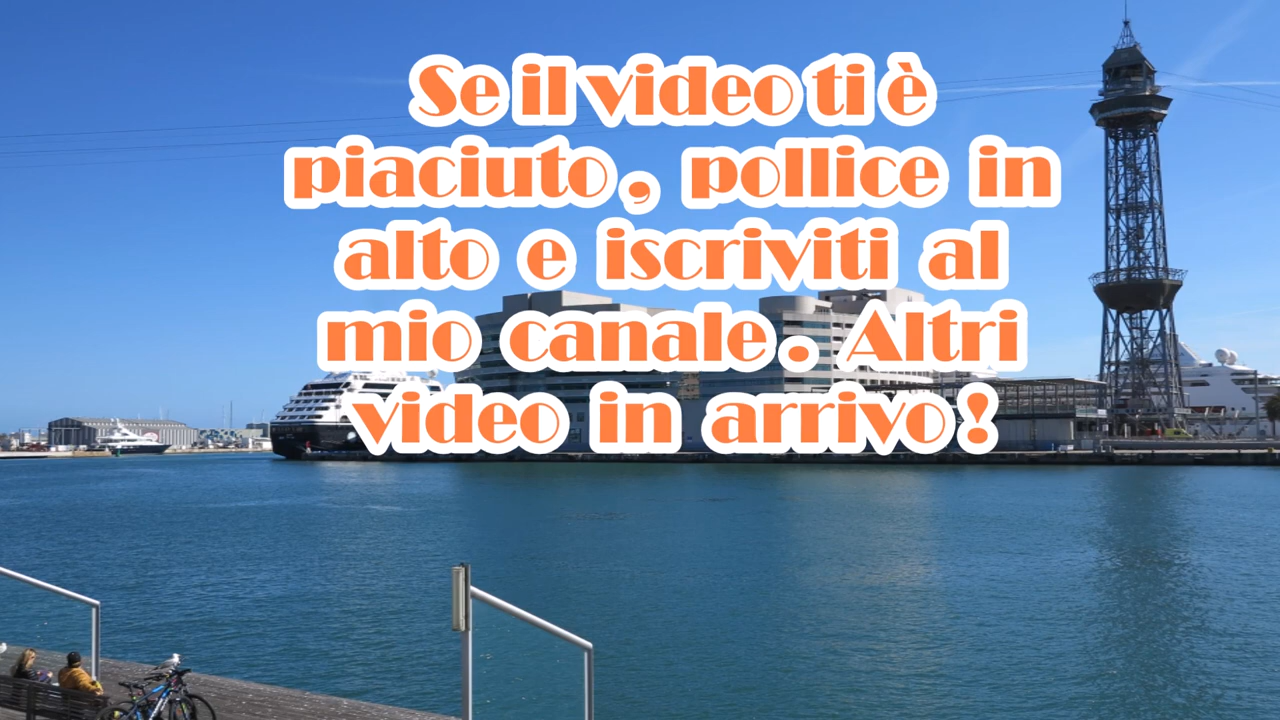 Se il video ti è
piaciuto, pollice in
alto e iscriviti al
mio canale. Altri
video in arrivo!